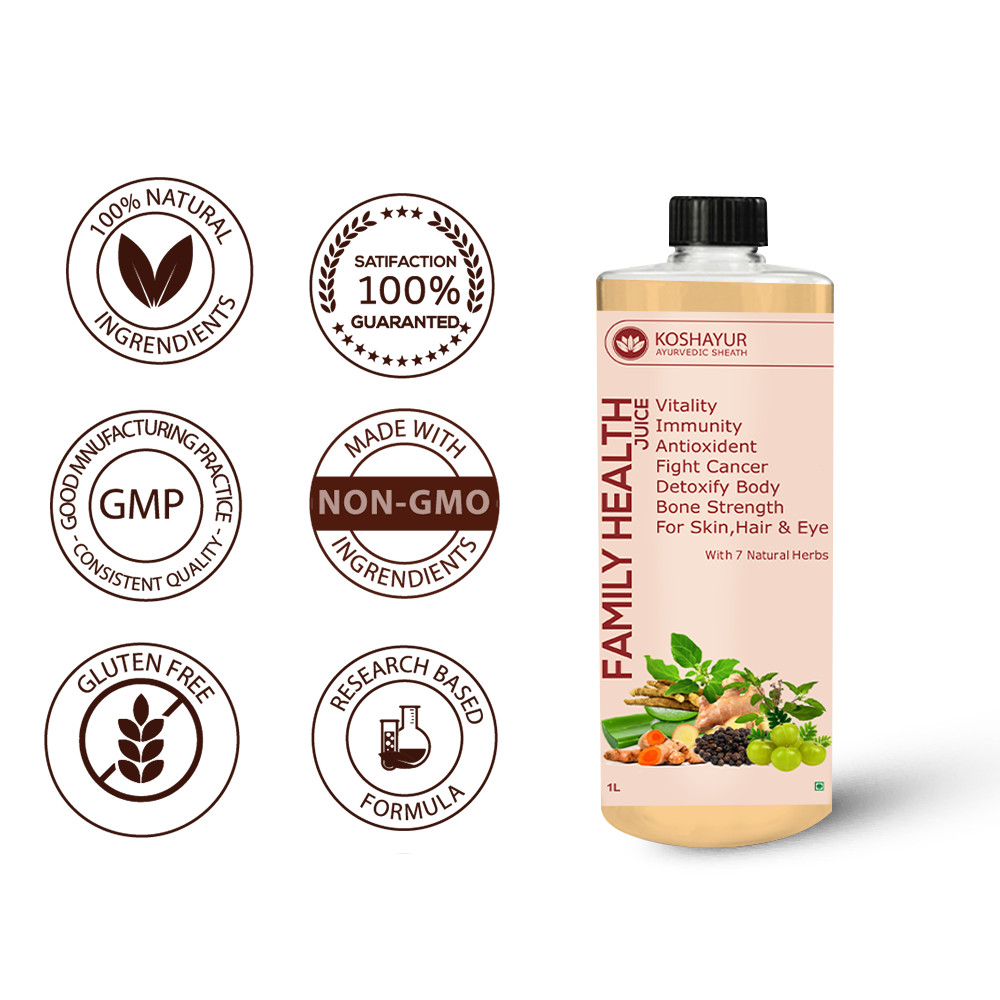 100% NATURAL
INGRENDIENTS
SATIFACTION
100%
GUARANTED
GOOD MNUFACTURING PRACTICE
GMP
- CONSISTENT QUALITY -
MADE WITH
NON-GMO
INGRENDIENTS
GLUTEN FREE
RESEARCH BASED
FORMULA
KOSHAYUR
AYURVEDIC SHEATH
FAMILY HEALTH
JUICE
Vitality
Immunity
Antioxident
Fight Cancer
Detoxify Body
Bone Strength
For Skin,Hair & Eye
With 7 Natural Herbs
1L